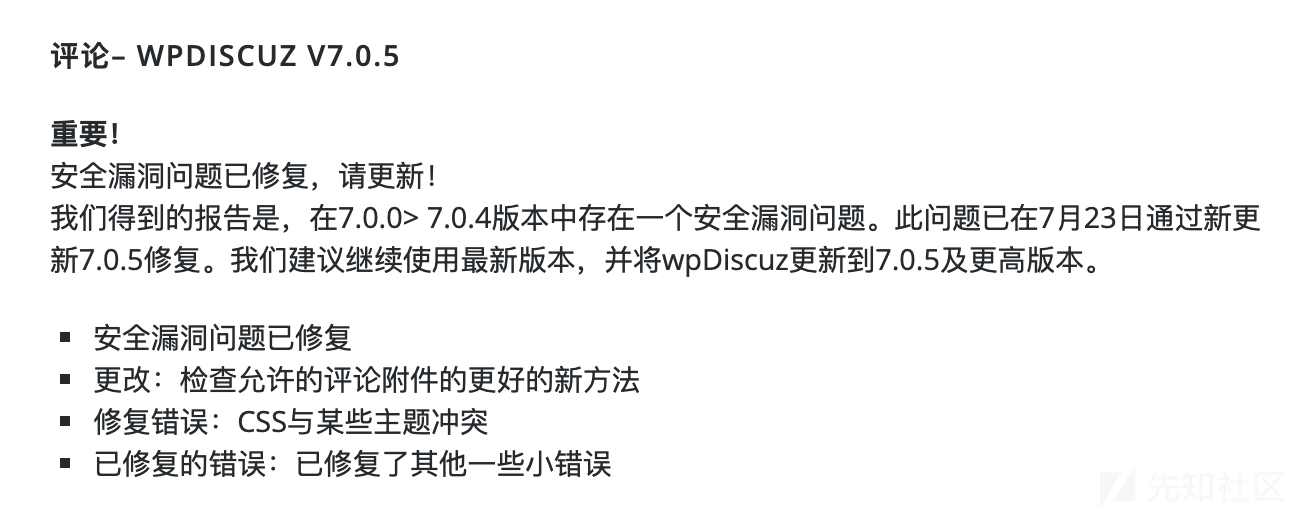 评论– WPDISCUZ V7.0.5
重要！
安全漏洞问题已修复，请更新！
我们得到的报告是，在7.0.0> 7.0.4版本中存在一个安全漏洞问题。此问题已在7月23日通过新更
新7.0.5修复。我们建议继续使用最新版本，并将wpDiscuz更新到7.0.5及更高版本。
▪ 安全漏洞问题已修复
▪ 更改：检查允许的评论附件的更好的新方法
▪ 修复错误：CSS与某些主题冲突
▪ 已修复的错误：已修复了其他一些小错误
先知社区